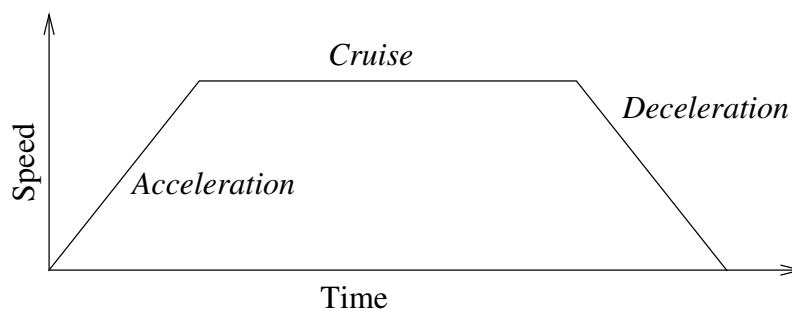 Cruise
Deceleration
Speed
Acceleration
Time